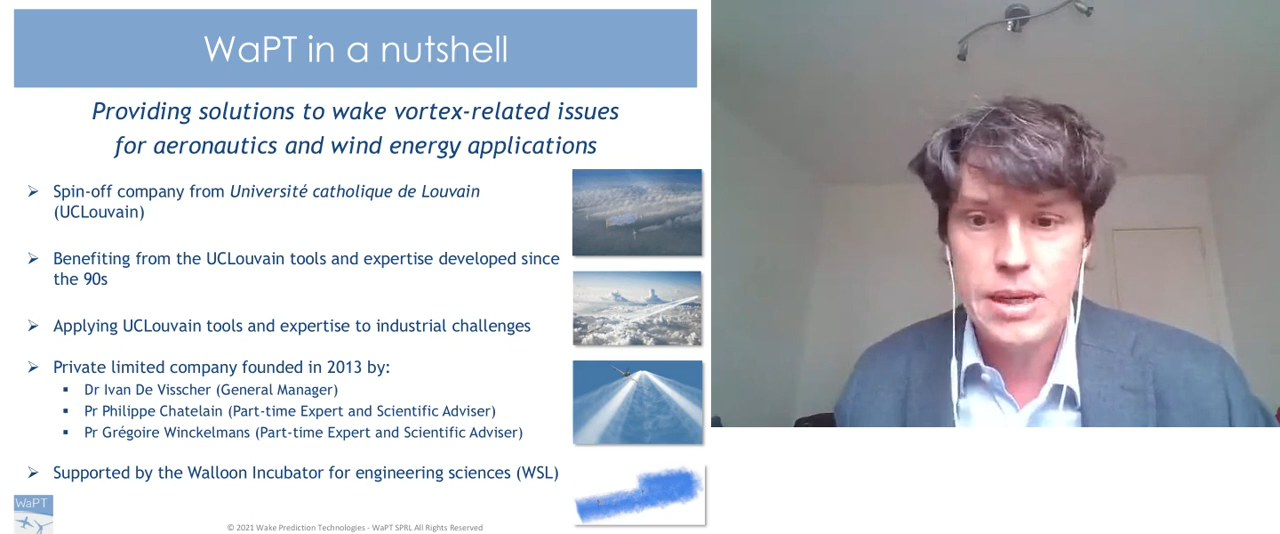 WaPT in a nutshell
Providing solutions to wake vortex-related issues
for aeronautics and wind energy applications
Spin-off company from Université catholique de Louvain
(UCLouvain)
Benefiting from the UCLouvain tools and expertise developed since
the 90s
Applying UCLouvain tools and expertise to industrial challenges
Private limited company founded in 2013 by:
Dr Ivan De Visscher (General Manager)
Pr Philippe Chatelain (Part-time Expert and Scientific Adviser)
Pr Grégoire Winckelmans (Part-time Expert and Scientific Adviser)
Supported by the Walloon Incubator for engineering sciences (WSL)
WaPT
© 2021 Wake Prediction Technologies - WaPT SPRL All Rights Reserved